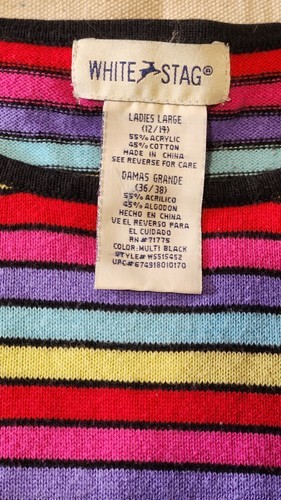 WHITE STAG®
LADIES LARGE
(12/14)
55% ACRYLIC
45% COTTON
MADE IN CHINA
SEE REVERSE FOR CARE
DAMAS GRANDE
(36/38)
55% ACRILICO
45% ALGODON
HECHO EN CHINA
VE EL REVERSO PARA
EL CUIDADO
RN#71775
COLOR:MULTI BLACK
STYLE#WS515452
UPC#674918010170